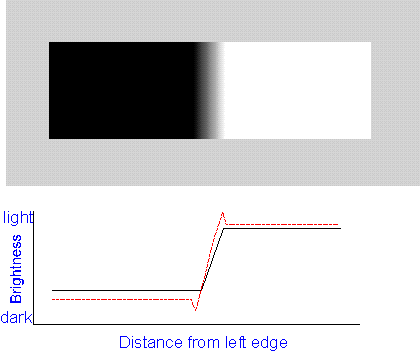 light
Brightness
dark
Distance from left edge